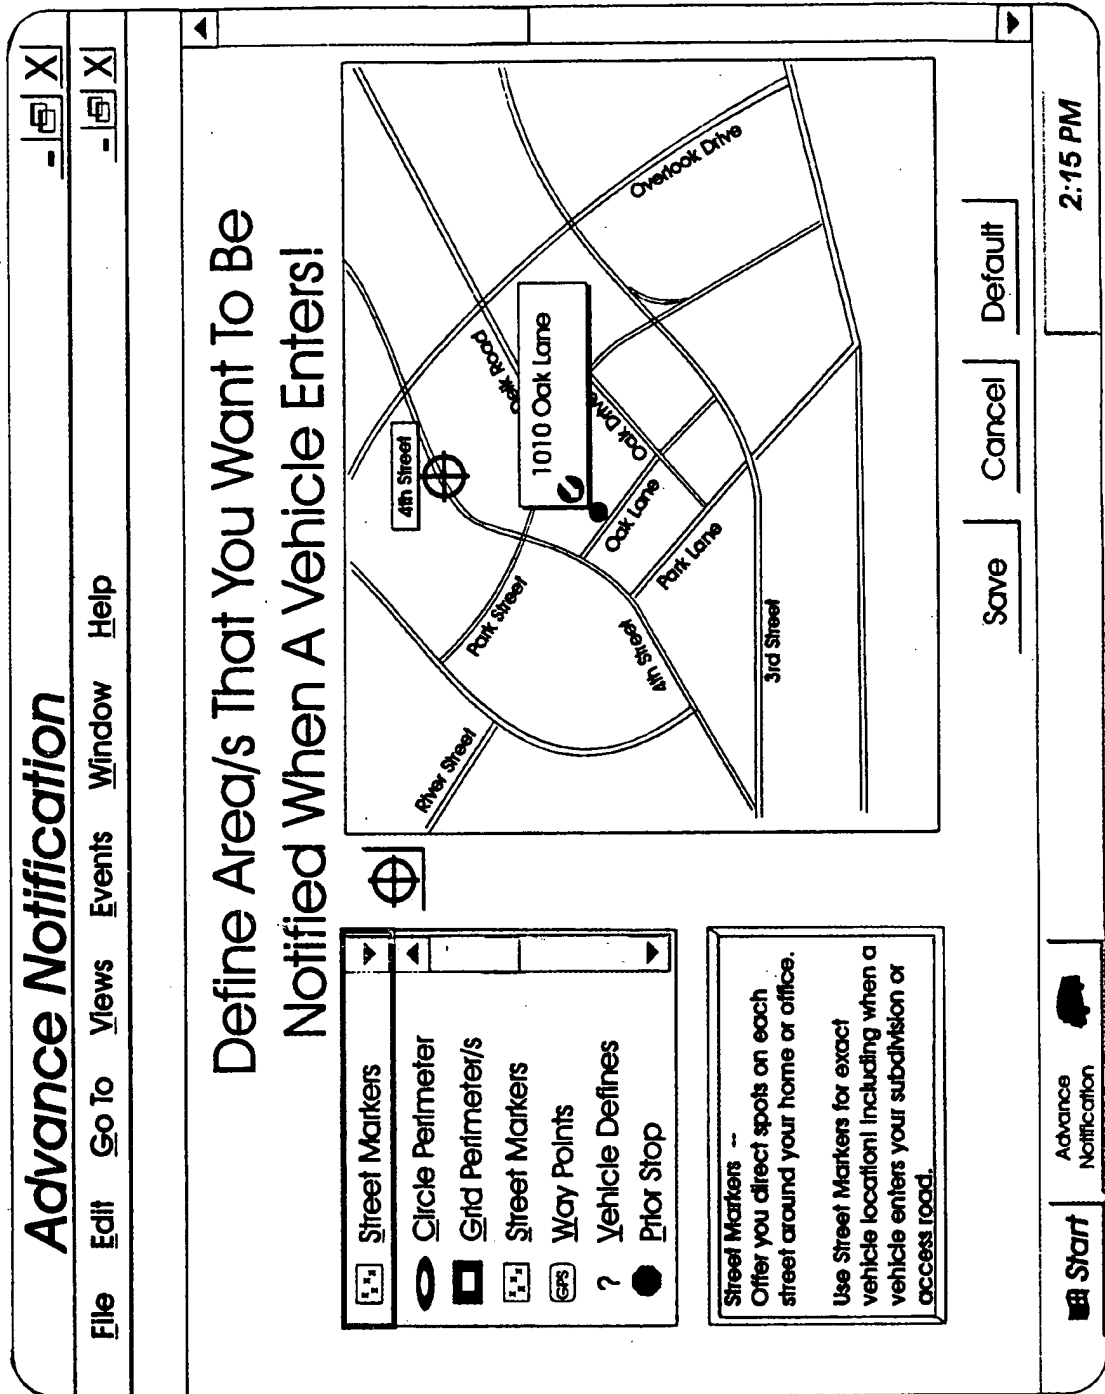 Advance Notification
File Edit Go To Views Events Window Help
Define Area/s That You Want To Be
Notified When A Vehicle Enters!
Street Markers
Circle Perimeter
Grid Perimeter/s
Street Markers
GPS Way Points
? Vehicle Defines
Prior Stop
Street Markers --
Offer you direct spots on each
street around your home or office.
Use Street Markers for exact
vehicle location! Including when a
vehicle enters your subdivision or
access road.
River Street
Park Street
4th Street
4th Street
Oak Lane
Park Lane
3rd Street
1010 Oak Lane
Oak Drive
Overlook Drive
Save
Cancel
Default
Start
Advance
Notification
2:15 PM